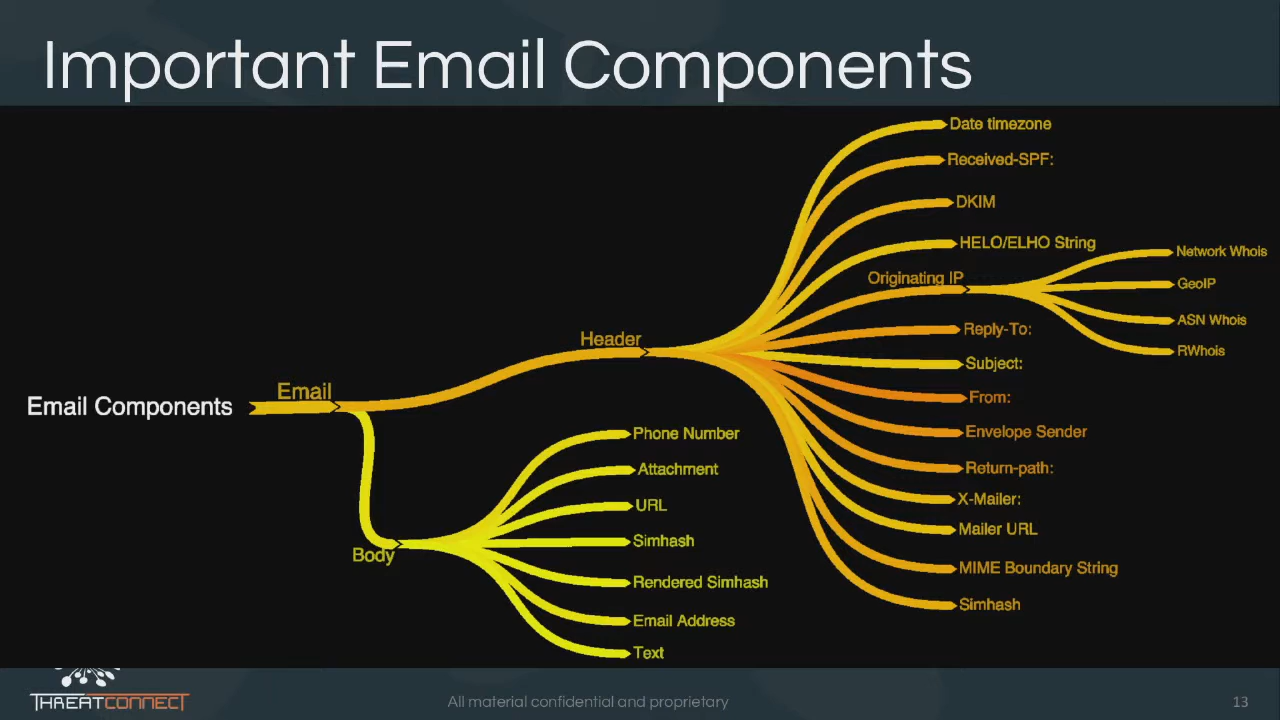 Important Email Components
Date timezone
Received-SPF:
DKIM
HELO/ELHO String
Network Whois
Originating IP
GeoIP
ASN Whois
Reply-To:
Header
RWhois
Subject:
Email
From:
Email Components
Envelope Sender
Phone Number
Return-path:
Attachment
X-Mailer:
URL
Mailer URL
Simhash
Body
MIME Boundary String
Rendered Simhash
Simhash
Email Address
Text
THREATCONNECT
All material confidential and proprietary
13